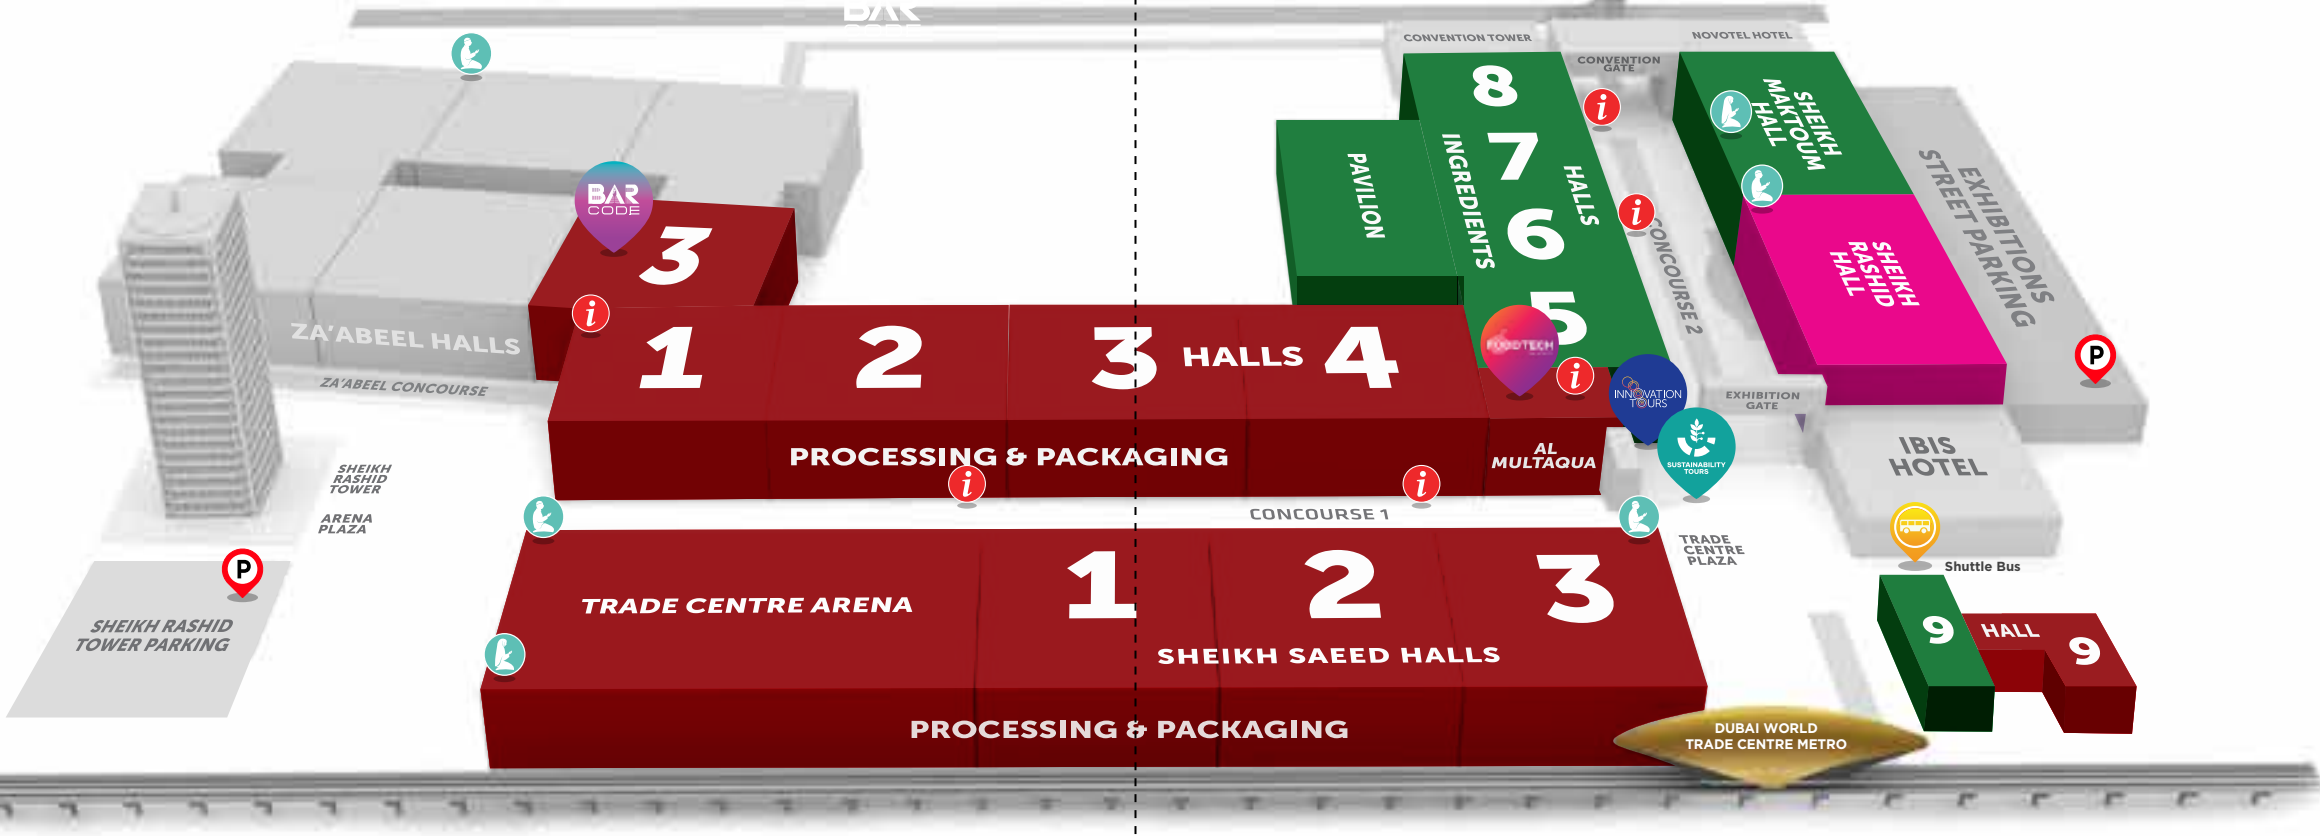 BAR
CODE
CONVENTION TOWER
NOVOTEL HOTEL
CONVENTION
GATE
8
7
6
5
INGREDIENTS
HALLS
PAVILION
SHEIKH
MAKTOUM
HALL
SHEIKH
RASHID
HALL
EXHIBITIONS
STREET PARKING
P
i
i
CONCOURSE 2
BAR
CODE
3
i
ZA'ABEEL HALLS
ZA'ABEEL CONCOURSE
1
2
3
HALLS
4
FOODTECH
i
INNOVATION
TOURS
EXHIBITION
GATE
SUSTAINABILITY
TOURS
PROCESSING & PACKAGING
AL
MULTAQUA
i
i
IBIS
HOTEL
SHEIKH
RASHID
TOWER
ARENA
PLAZA
CONCOURSE 1
TRADE
CENTRE
PLAZA
Shuttle Bus
P
SHEIKH RASHID
TOWER PARKING
TRADE CENTRE ARENA
1
2
3
SHEIKH SAEED HALLS
PROCESSING & PACKAGING
9
HALL
9
DUBAI WORLD
TRADE CENTRE METRO